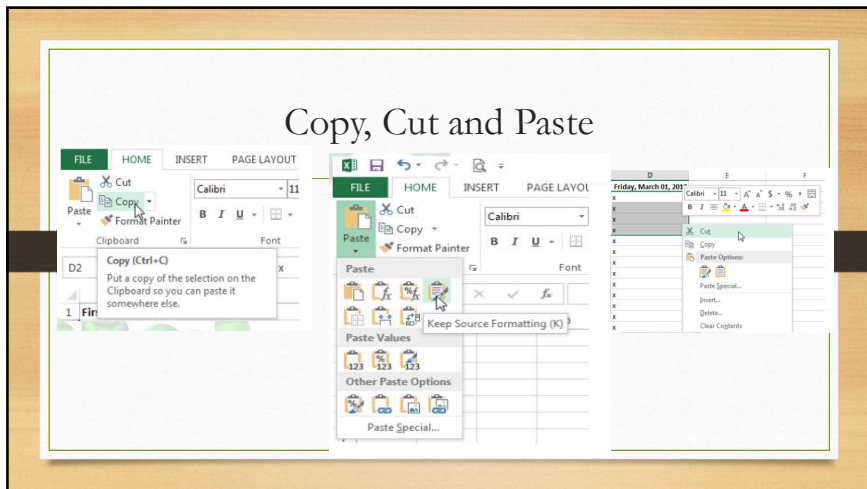 Copy, Cut and Paste
FILE HOME INSERT PAGE LAYOUT
Cut
Copy
Format Painter
Paste
Calibri 11
B I U
Clipboard Font
D2 x
Copy (Ctrl+C)
Put a copy of the selection on the
Clipboard so you can paste it
somewhere else.
1 Fir
FILE HOME INSERT PAGE LAYOU
Cut
Copy
Format Painter
Paste
Calibri
B I U
Font
Paste
fx
Keep Source Formatting (K)
Paste Values
123 123 123
Other Paste Options
Paste Special...
D E F
Friday, March 01, 201
Calibri 11 A A $ %
B I A
x
x
x
x
x
x
x
x
x
x
x
Cut
Copy
Paste Options:
Paste Special...
Insert...
Delete...
Clear Contents